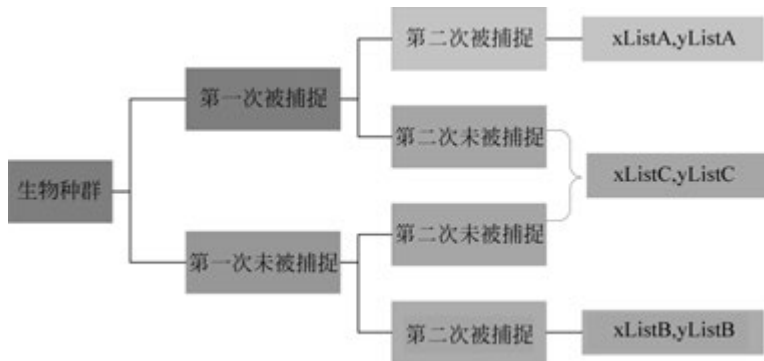 第二次被捕捉
xListA,yListA
第一次被捕捉
第二次未被捕捉
xListC,yListC
生物种群
第二次未被捕捉
第一次未被捕捉
第二次被捕捉
xListB,yListB